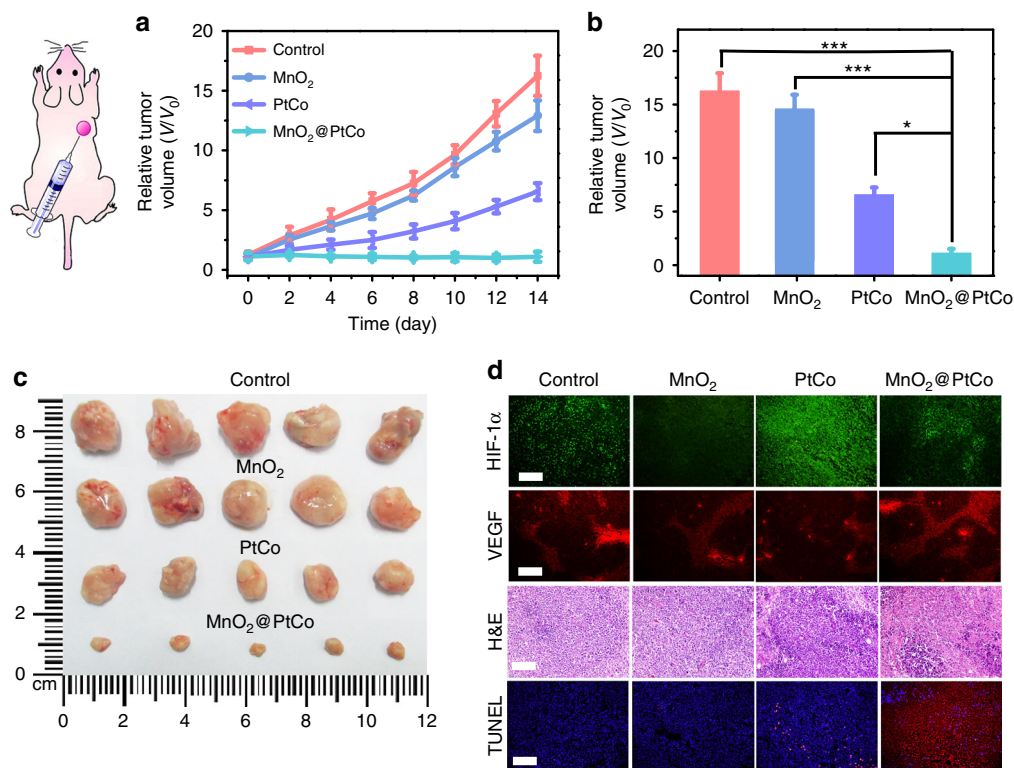 a
20
15
10
5
0
Relative tumor
volume (V/V₀)
Control
MnO₂
PtCo
MnO₂@PtCo
0 2 4 6 8 10 12 14
Time (day)
b
20
15
10
5
0
Relative tumor
volume (V/V₀)
***
***
*
Control MnO₂ PtCo MnO₂@PtCo
c
Control
MnO₂
PtCo
MnO₂@PtCo
8
6
4
2
0
cm
0 2 4 6 8 10 12
d
Control MnO₂ PtCo MnO₂@PtCo
HIF-1α
VEGF
H&E
TUNEL